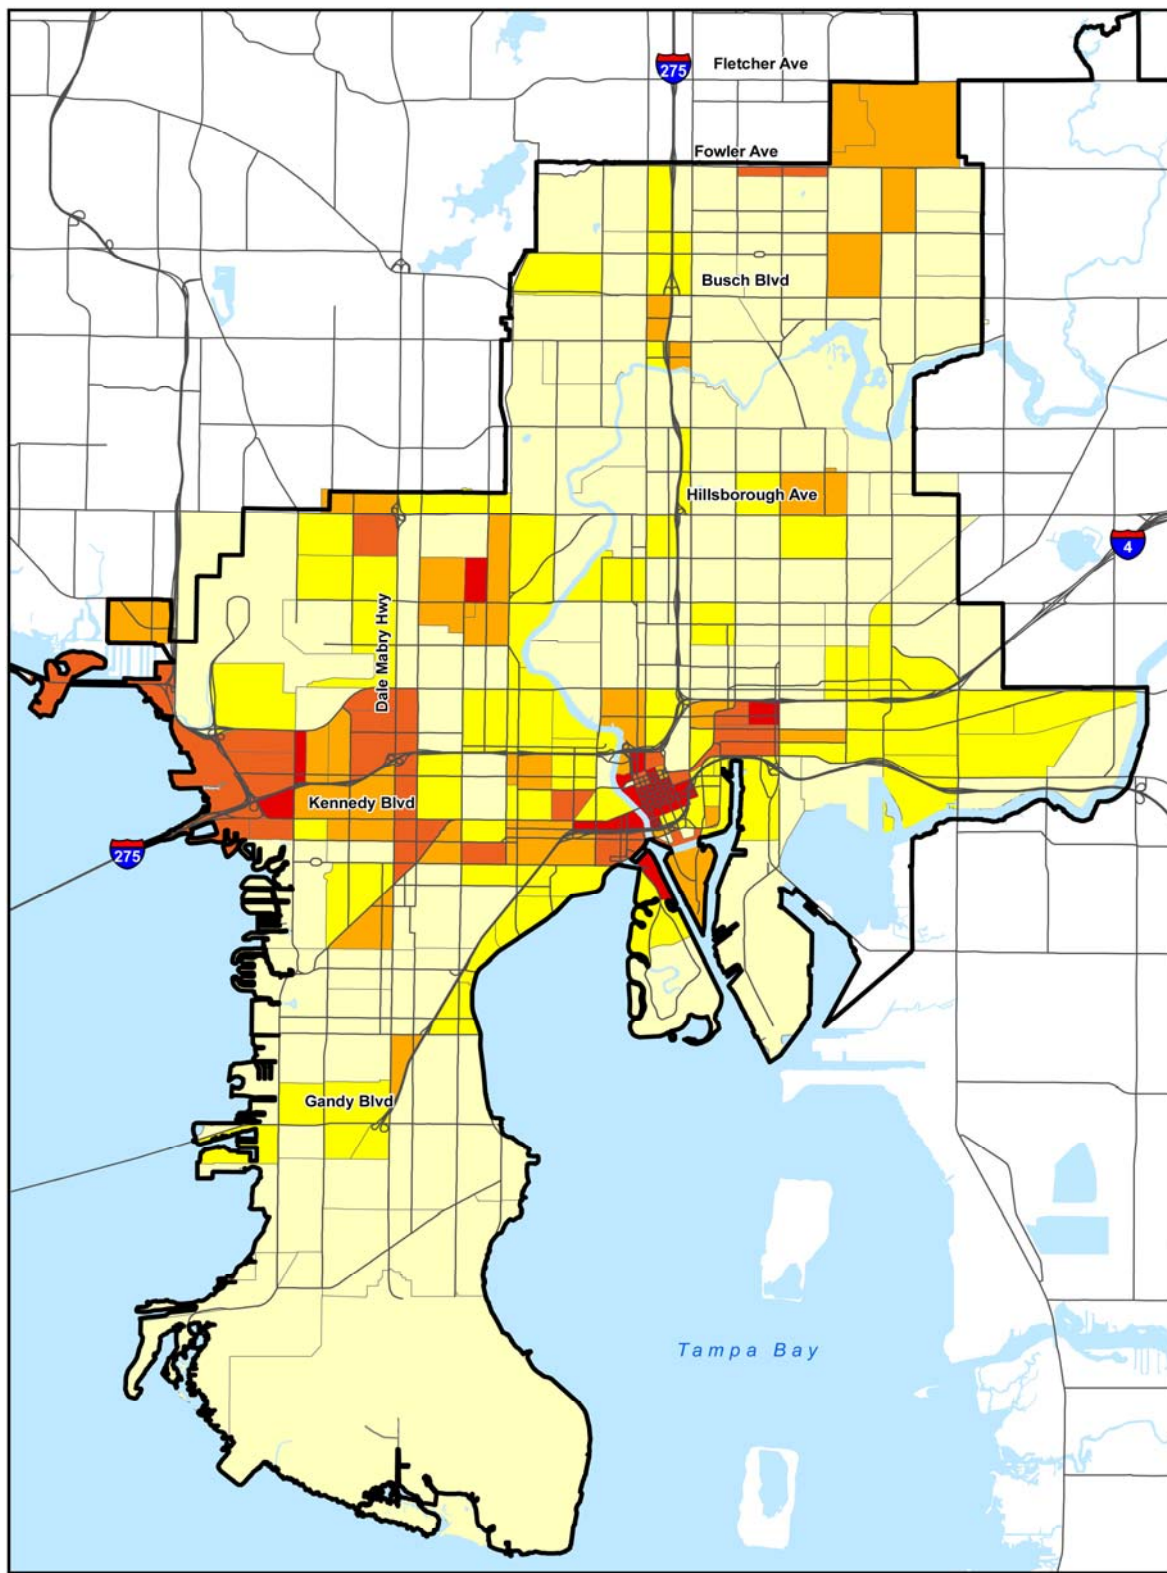 275
Fletcher Ave
Fowler Ave
Busch Blvd
Hillsborough Ave
4
Dale Mabry Hwy
Kennedy Blvd
275
Gandy Blvd
Tampa Bay